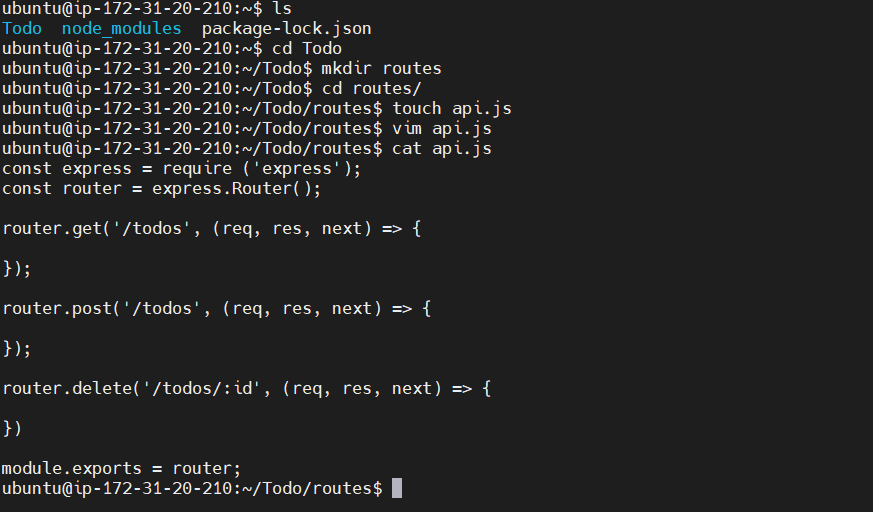 ubuntu@ip-172-31-20-210:~$ ls
Todo  node_modules  package-lock.json
ubuntu@ip-172-31-20-210:~$ cd Todo
ubuntu@ip-172-31-20-210:~/Todo$ mkdir routes
ubuntu@ip-172-31-20-210:~/Todo$ cd routes/
ubuntu@ip-172-31-20-210:~/Todo/routes$ touch api.js
ubuntu@ip-172-31-20-210:~/Todo/routes$ vim api.js
ubuntu@ip-172-31-20-210:~/Todo/routes$ cat api.js
const express = require ('express');
const router = express.Router();

router.get('/todos', (req, res, next) => {

});

router.post('/todos', (req, res, next) => {

});

router.delete('/todos/:id', (req, res, next) => {

})

module.exports = router;
ubuntu@ip-172-31-20-210:~/Todo/routes$